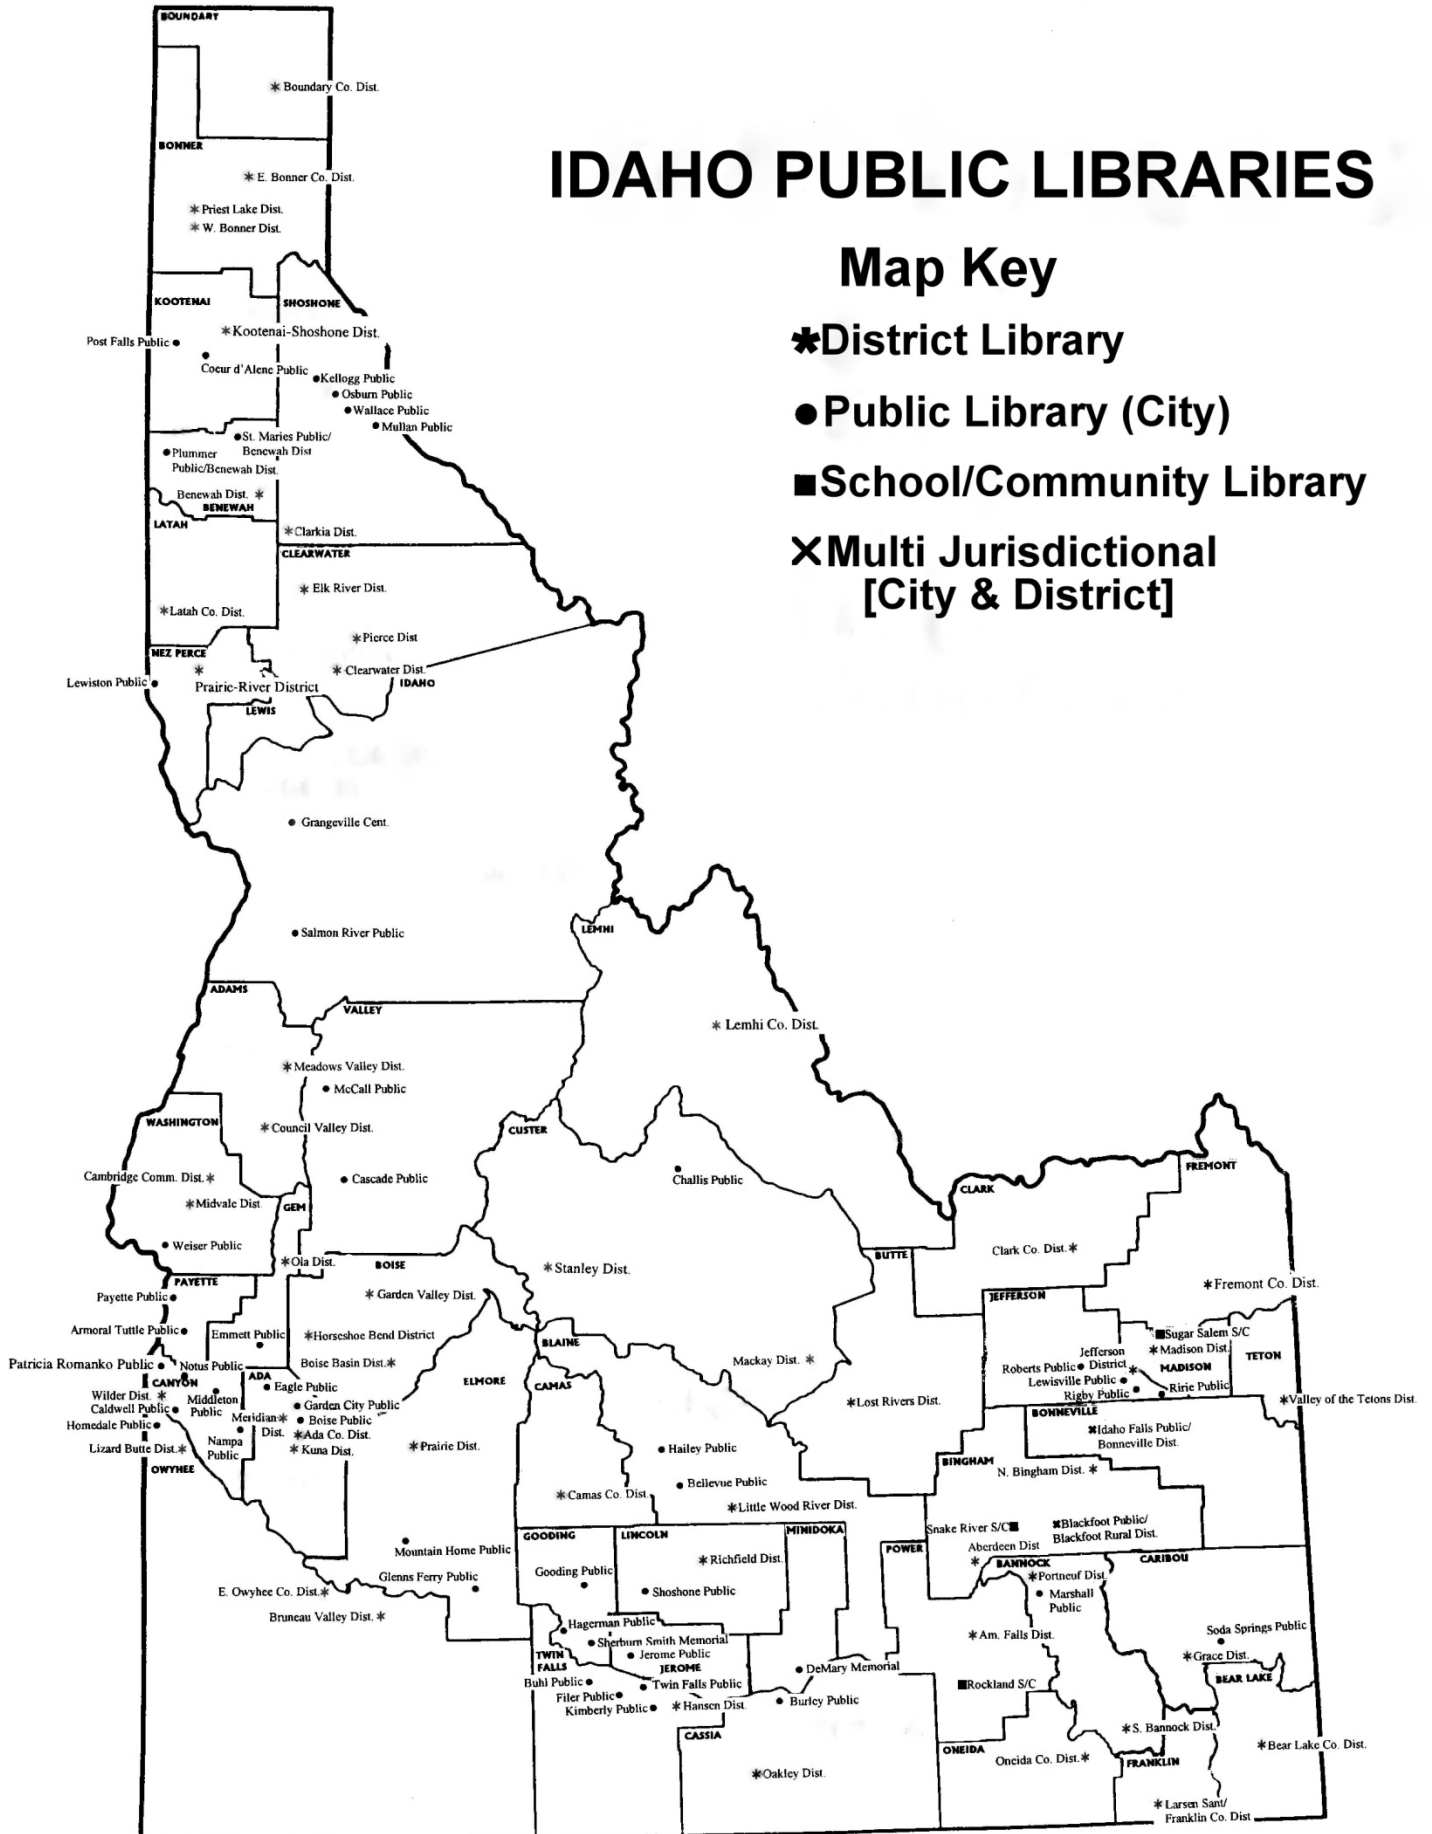 BOUNDARY
✳ Boundary Co. Dist.
BONNER
✳ E. Bonner Co. Dist.
✳ Priest Lake Dist.
✳ W. Bonner Dist.
IDAHO PUBLIC LIBRARIES
Map Key
✱District Library
●Public Library (City)
■School/Community Library
✕Multi Jurisdictional
[City & District]
KOOTENAI
SHOSHONE
✳Kootenai-Shoshone Dist.
Post Falls Public ●
Coeur d'Alene Public
●Kellogg Public
● Osburn Public
●Wallace Public
● Mullan Public
●St. Maries Public/
Benewah Dist
●Plummer
Public/Benewah Dist.
Benewah Dist. ✳
BENEWAH
LATAH
✳Clarkia Dist.
CLEARWATER
✳ Elk River Dist.
✳Latah Co. Dist.
✳Pierce Dist
NEZ PERCE
✳ Clearwater Dist.
Lewiston Public ●
Prairie-River District
IDAHO
LEWIS
● Grangeville Cent.
● Salmon River Public
LEMHI
ADAMS
VALLEY
✳ Lemhi Co. Dist.
✳Meadows Valley Dist.
● McCall Public
WASHINGTON
✳Council Valley Dist.
CUSTER
Cambridge Comm. Dist.✳
● Cascade Public
Challis Public
FREMONT
CLARK
✳Midvale Dist.
GEM
● Weiser Public
✳Ola Dist.
BOISE
✳Stanley Dist.
BUTTE
Clark Co. Dist.✳
PAYETTE
Payette Public●
✳Garden Valley Dist.
JEFFERSON
✳Fremont Co. Dist.
Armoral Tuttle Public●
Emmett Public
✳Horseshoe Bend District
BLAINE
■Sugar Salem S/C
Jefferson
District
✳Madison Dist.
TETON
Patricia Romanko Public ●
Notus Public
Boise Basin Dist.✳
Mackay Dist. ✳
Roberts Public●
MADISON
CANYON
ADA
ELMORE
CAMAS
Lewisville Public ●
Rigby Public
Ririe Public
Wilder Dist. ✳
Middleton
Public
● Eagle Public
Caldwell Public●
● Garden City Public
✳Lost Rivers Dist.
✳Valley of the Tetons Dist.
Homedale Public●
Meridian✳
Dist.
● Boise Public
✳Ada Co. Dist.
BONNEVILLE
✖Idaho Falls Public/
Bonneville Dist.
Lizard Butte Dist.✳
Nampa
Public
✳ Kuna Dist.
✳Prairie Dist.
● Hailey Public
OWYHEE
BINGHAM
N. Bingham Dist. ✳
● Bellevue Public
✳Camas Co. Dist.
✳Little Wood River Dist.
Snake River S/C■
✖Blackfoot Public/
Blackfoot Rural Dist.
GOODING
LINCOLN
MINIDOKA
Mountain Home Public
POWER
Aberdeen Dist
BANNOCK
CARIBOU
✳Richfield Dist.
Gooding Public
Glenns Ferry Public
✳Portneuf Dist.
E. Owyhee Co. Dist.✳
● Shoshone Public
● Marshall
Public
Bruneau Valley Dist. ✳
Hagerman Public
Soda Springs Public
✳Am. Falls Dist.
● Sherburn Smith Memorial
TWIN
FALLS
● Jerome Public
JEROME
✳Grace Dist.
● DeMary Memorial
BEAR LAKE
Buhl Public●
● Twin Falls Public
■Rockland S/C
Filer Public●
Kimberly Public●
✳Hansen Dist.
● Burley Public
✳S. Bannock Dist.
CASSIA
ONEIDA
Oneida Co. Dist.✳
FRANKLIN
✳Bear Lake Co. Dist.
✳Oakley Dist.
✳Larsen Sant/
Franklin Co. Dist